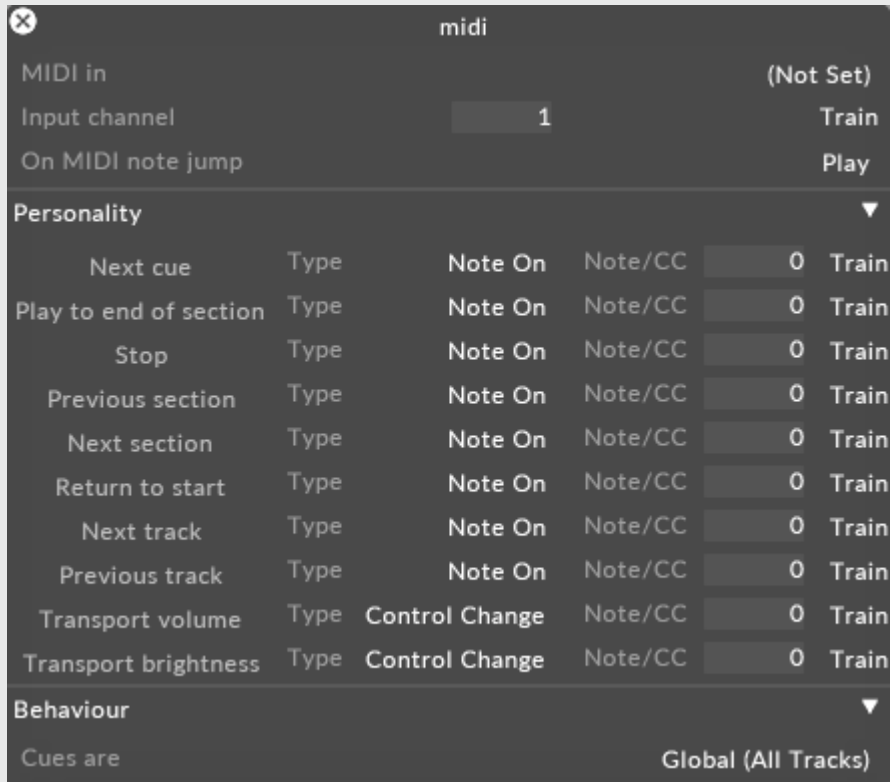 midi
MIDI in (Not Set)
Input channel 1 Train
On MIDI note jump Play
Personality
Next cue Type Note On Note/CC 0 Train
Play to end of section Type Note On Note/CC 0 Train
Stop Type Note On Note/CC 0 Train
Previous section Type Note On Note/CC 0 Train
Next section Type Note On Note/CC 0 Train
Return to start Type Note On Note/CC 0 Train
Next track Type Note On Note/CC 0 Train
Previous track Type Note On Note/CC 0 Train
Transport volume Type Control Change Note/CC 0 Train
Transport brightness Type Control Change Note/CC 0 Train
Behaviour
Cues are Global (All Tracks)